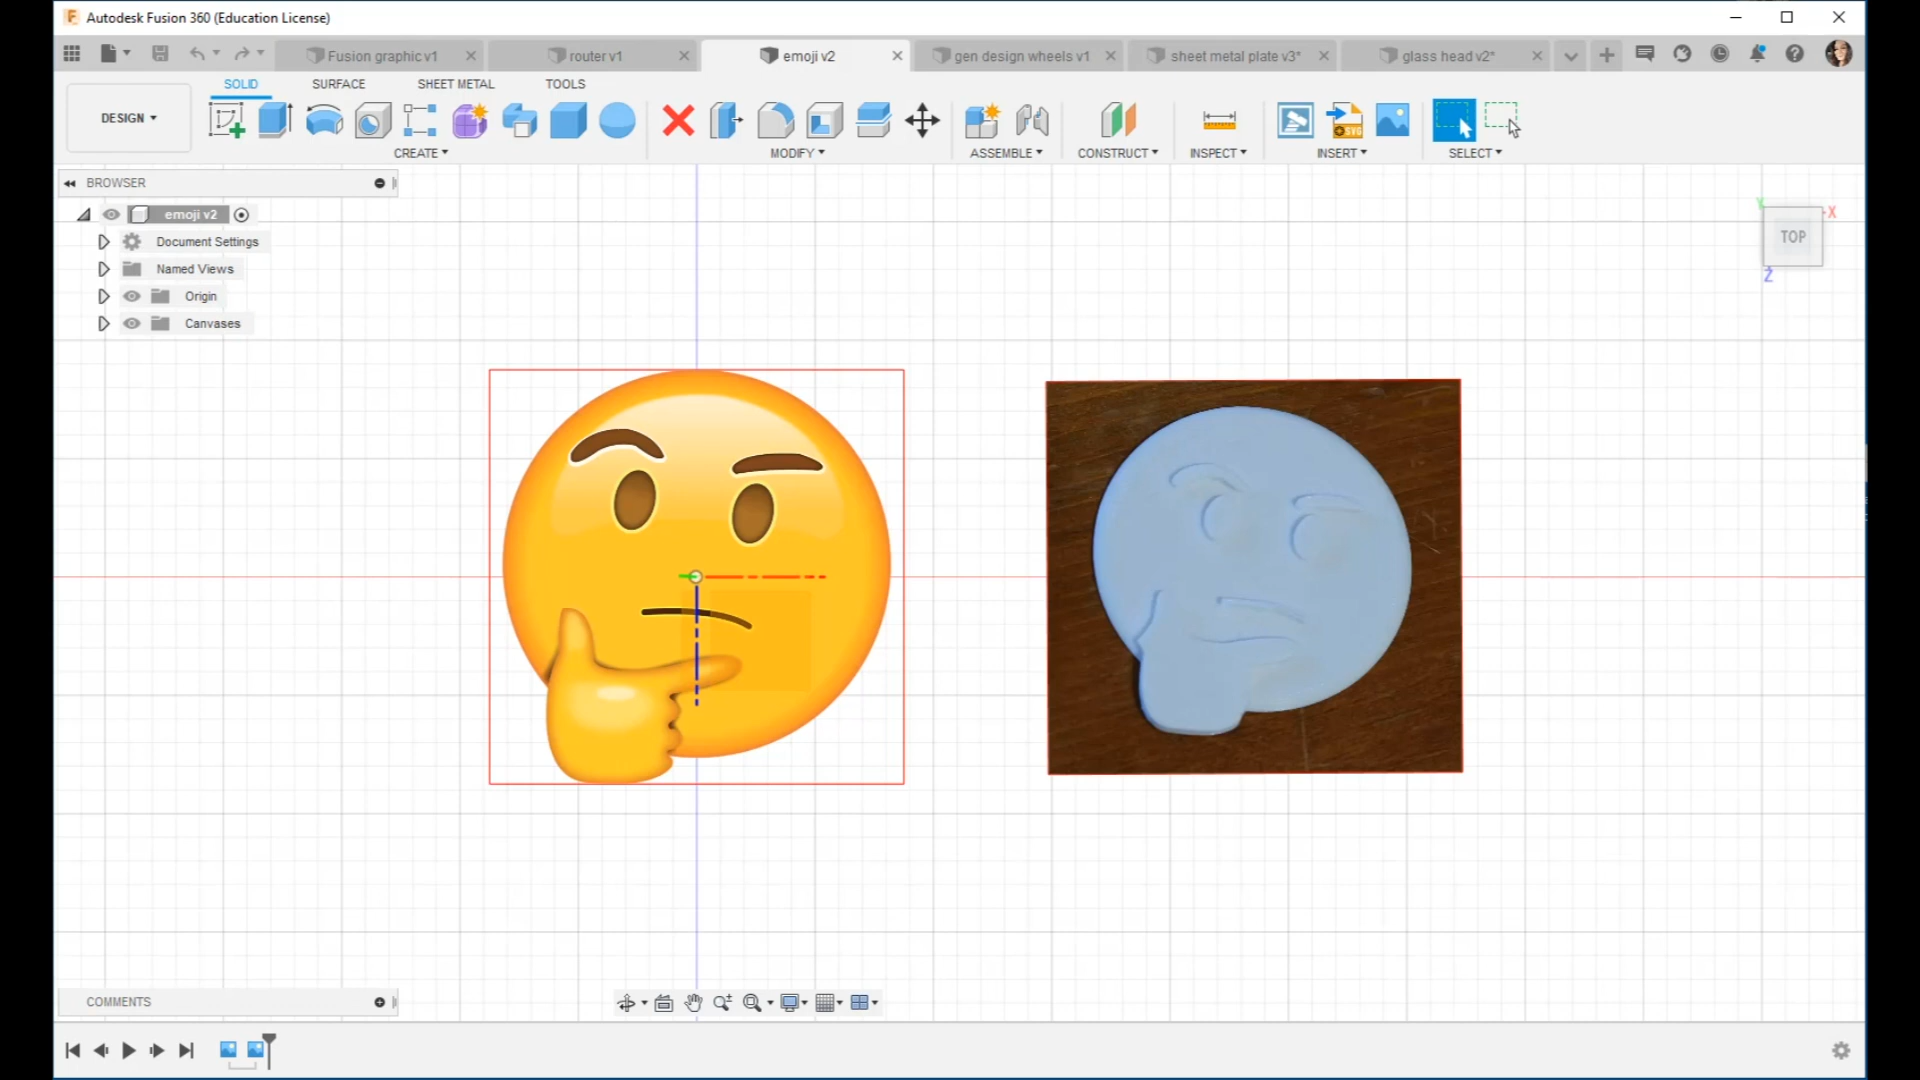 Autodesk Fusion 360 (Education License)
Fusion graphic v1
router v1
emoji v2
gen design wheels v1
sheet metal plate v3*
glass head v2*
SOLID
SURFACE
SHEET METAL
TOOLS
DESIGN
CREATE
MODIFY
ASSEMBLE
CONSTRUCT
INSPECT
INSERT
SELECT
SVG
BROWSER
emoji v2
Document Settings
Named Views
Origin
Canvases
Y
X
TOP
Z
COMMENTS